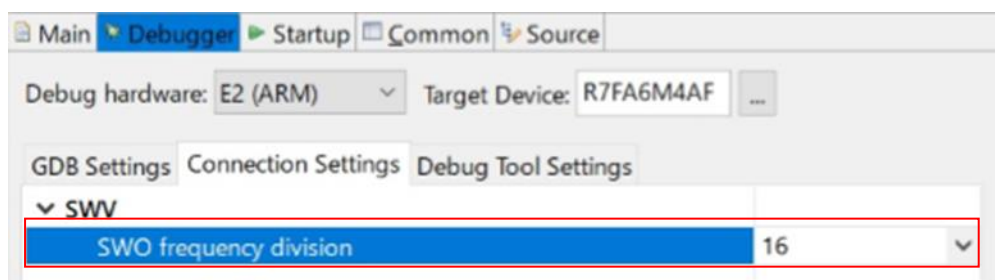 Main Debugger Startup Common Source
Debug hardware: E2 (ARM) Target Device: R7FA6M4AF ...
GDB Settings Connection Settings Debug Tool Settings
SWV
SWO frequency division 16